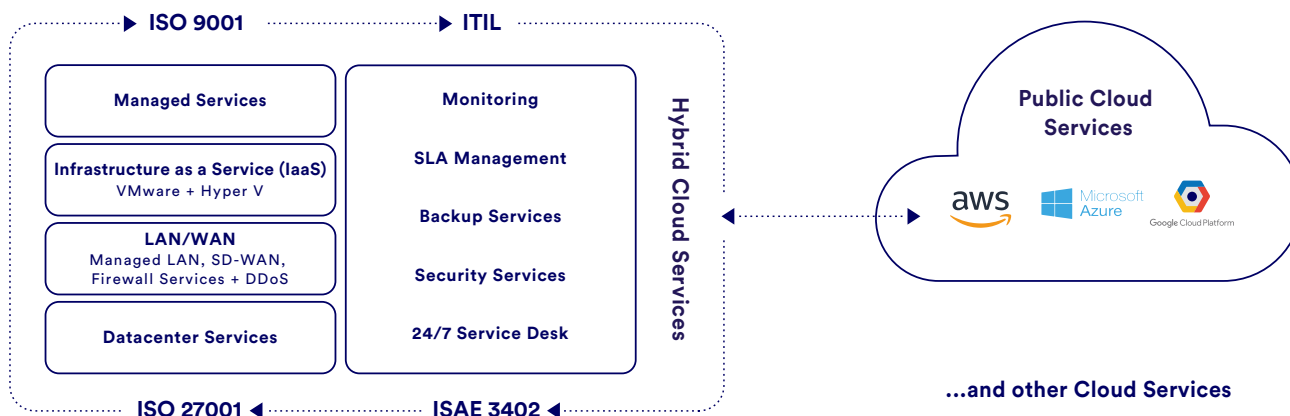 ISO 9001
ITIL
Managed Services
Infrastructure as a Service (IaaS)
VMware + Hyper V
LAN/WAN
Managed LAN, SD-WAN,
Firewall Services + DDoS
Datacenter Services
Monitoring
SLA Management
Backup Services
Security Services
24/7 Service Desk
Hybrid Cloud Services
ISO 27001
ISAE 3402
Public Cloud
Services
aws
Microsoft
Azure
Google Cloud Platform
...and other Cloud Services